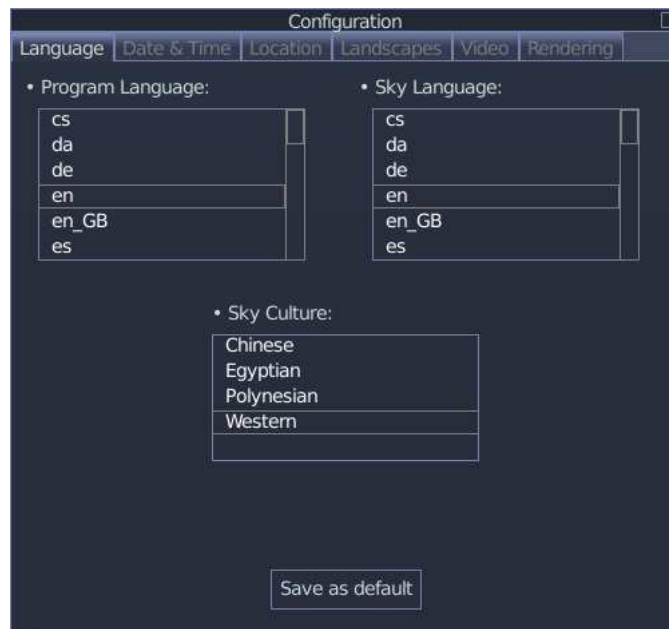 Configuration
Language Date & Time Location Landscapes Video Rendering
• Program Language:
cs
da
de
en
en_GB
es
• Sky Language:
cs
da
de
en
en_GB
es
• Sky Culture:
Chinese
Egyptian
Polynesian
Western
Save as default